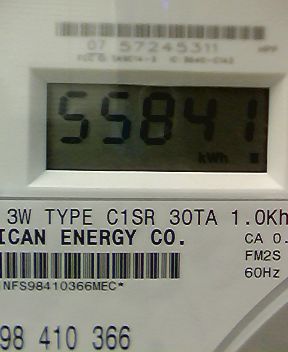 07 57245311
55841
kWh
3W TYPE C1SR 30TA 1.0Kh
ICAN ENERGY CO.
CA 0.
FM2S
60Hz
NFS98410366MEC*
98 410 366